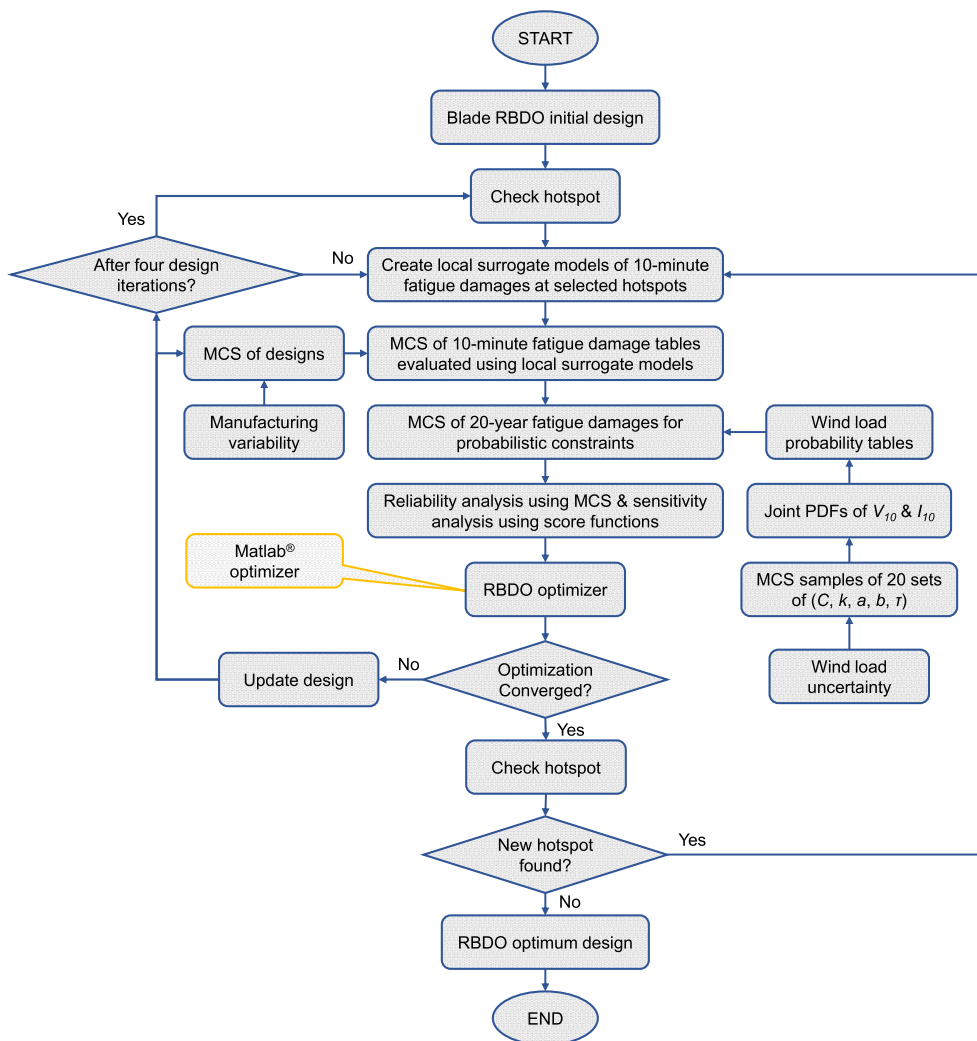 START
Blade RBDO initial design
Check hotspot
Yes
After four design
iterations?
No
Create local surrogate models of 10-minute
fatigue damages at selected hotspots
MCS of designs
MCS of 10-minute fatigue damage tables
evaluated using local surrogate models
Manufacturing
variability
MCS of 20-year fatigue damages for
probabilistic constraints
Wind load
probability tables
Reliability analysis using MCS & sensitivity
analysis using score functions
Joint PDFs of V10 & I10
Matlab®
optimizer
RBDO optimizer
MCS samples of 20 sets
of (C, k, a, b, τ)
Update design
No
Optimization
Converged?
Wind load
uncertainty
Yes
Check hotspot
New hotspot
found?
Yes
No
RBDO optimum design
END